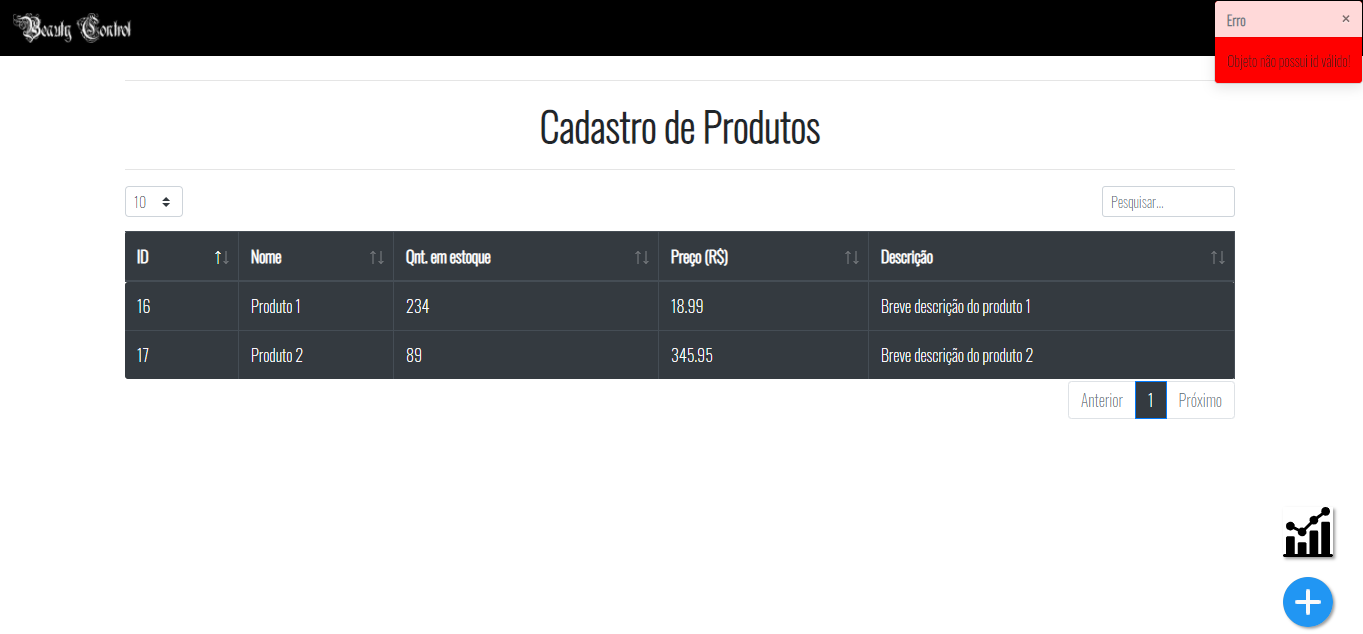 Beauty Control
Erro ×
Objeto não possui id válido!
Cadastro de Produtos
10
Pesquisar...
ID Nome Qnt. em estoque Preço (R$) Descrição
16 Produto 1 234 18.99 Breve descrição do produto 1
17 Produto 2 89 345.95 Breve descrição do produto 2
Anterior 1 Próximo